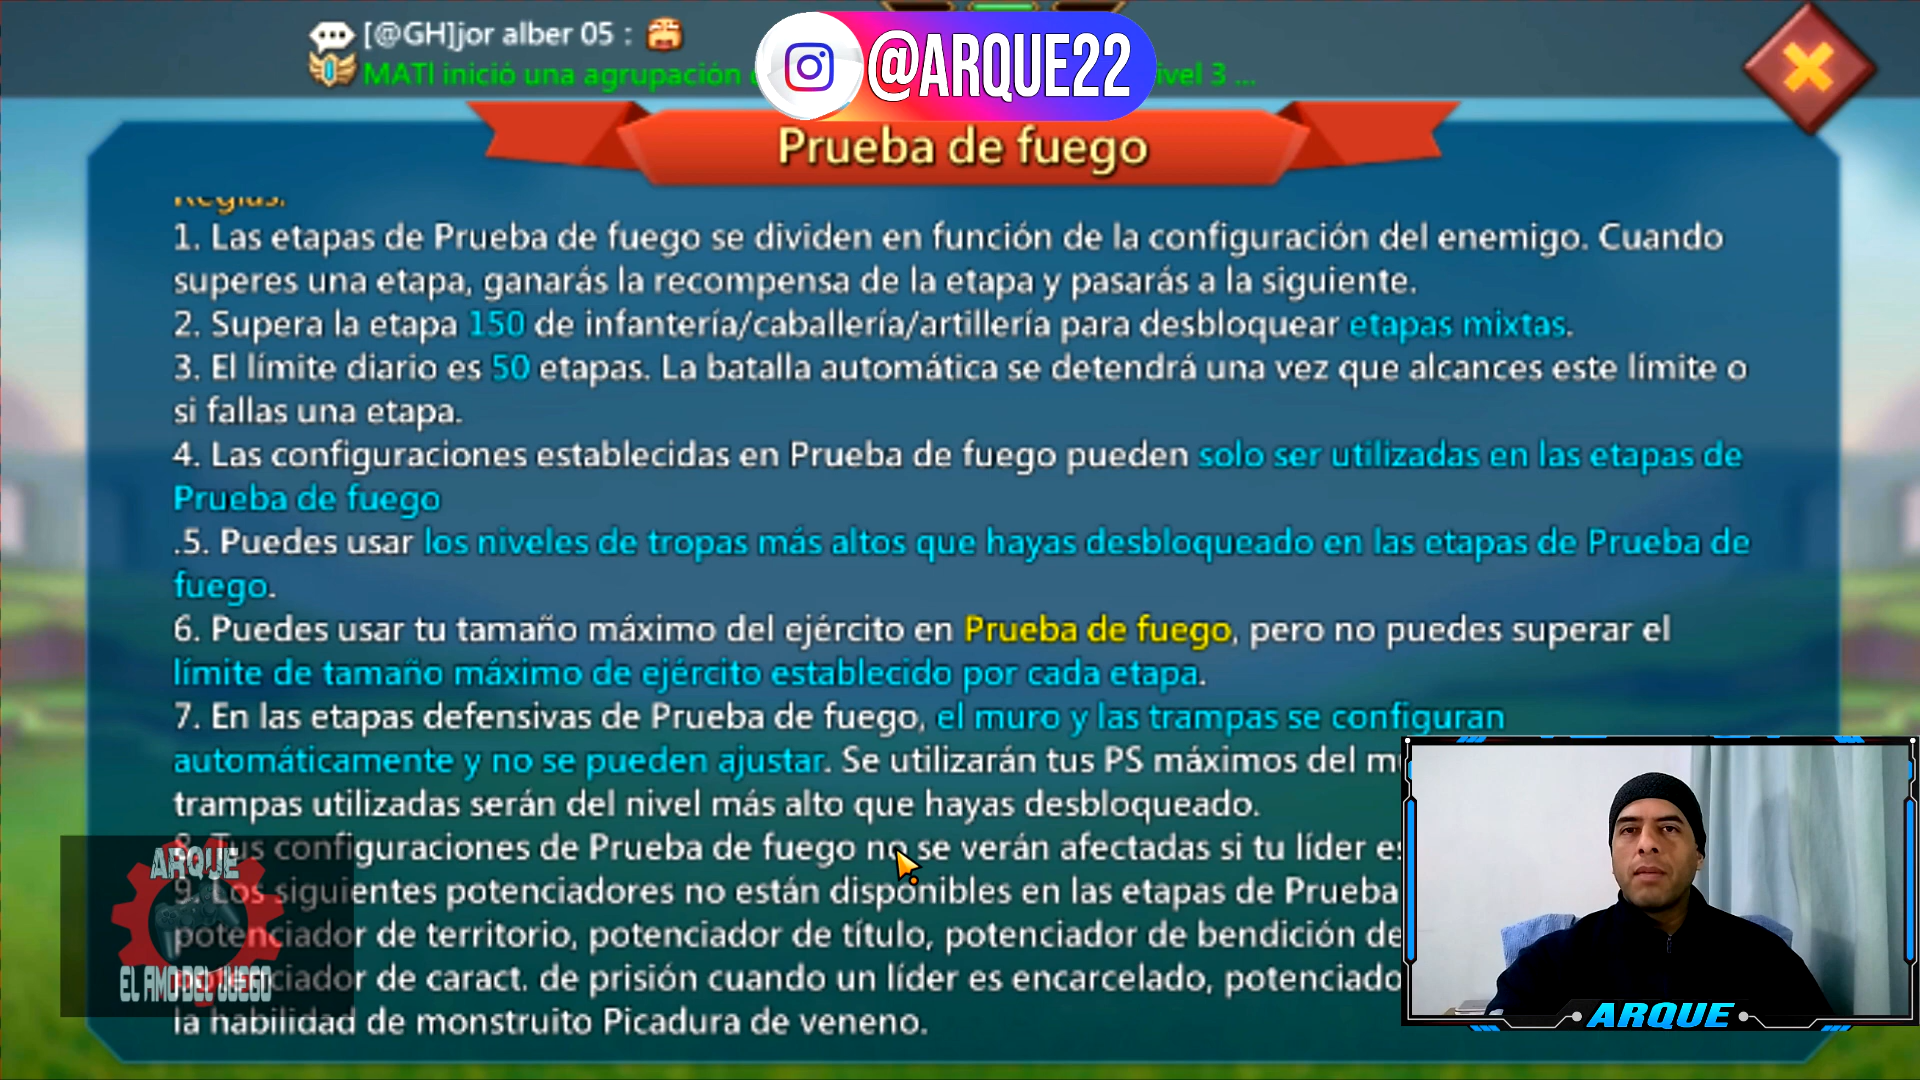 [@GH]jor alber 05 :
MATI inició una agrupación
ivel 3 ...
@ARQUE22
Prueba de fuego
Reglas:
1. Las etapas de Prueba de fuego se dividen en función de la configuración del enemigo. Cuando
superes una etapa, ganarás la recompensa de la etapa y pasarás a la siguiente.
2. Supera la etapa 150 de infantería/caballería/artillería para desbloquear etapas mixtas.
3. El límite diario es 50 etapas. La batalla automática se detendrá una vez que alcances este límite o
si fallas una etapa.
4. Las configuraciones establecidas en Prueba de fuego pueden solo ser utilizadas en las etapas de
Prueba de fuego
.5. Puedes usar los niveles de tropas más altos que hayas desbloqueado en las etapas de Prueba de
fuego.
6. Puedes usar tu tamaño máximo del ejército en Prueba de fuego, pero no puedes superar el
límite de tamaño máximo de ejército establecido por cada etapa.
7. En las etapas defensivas de Prueba de fuego, el muro y las trampas se configuran
automáticamente y no se pueden ajustar. Se utilizarán tus PS máximos del
trampas utilizadas serán del nivel más alto que hayas desbloqueado.
8. Tus configuraciones de Prueba de fuego no se verán afectadas si tu líder
9. Los siguientes potenciadores no están disponibles en las etapas de Prueba
potenciador de territorio, potenciador de título, potenciador de bendición de
potenciador de caract. de prisión cuando un líder es encarcelado,
la habilidad de monstruito Picadura de veneno.
ARQUE
EL AMO DEL JUEGO
ARQUE